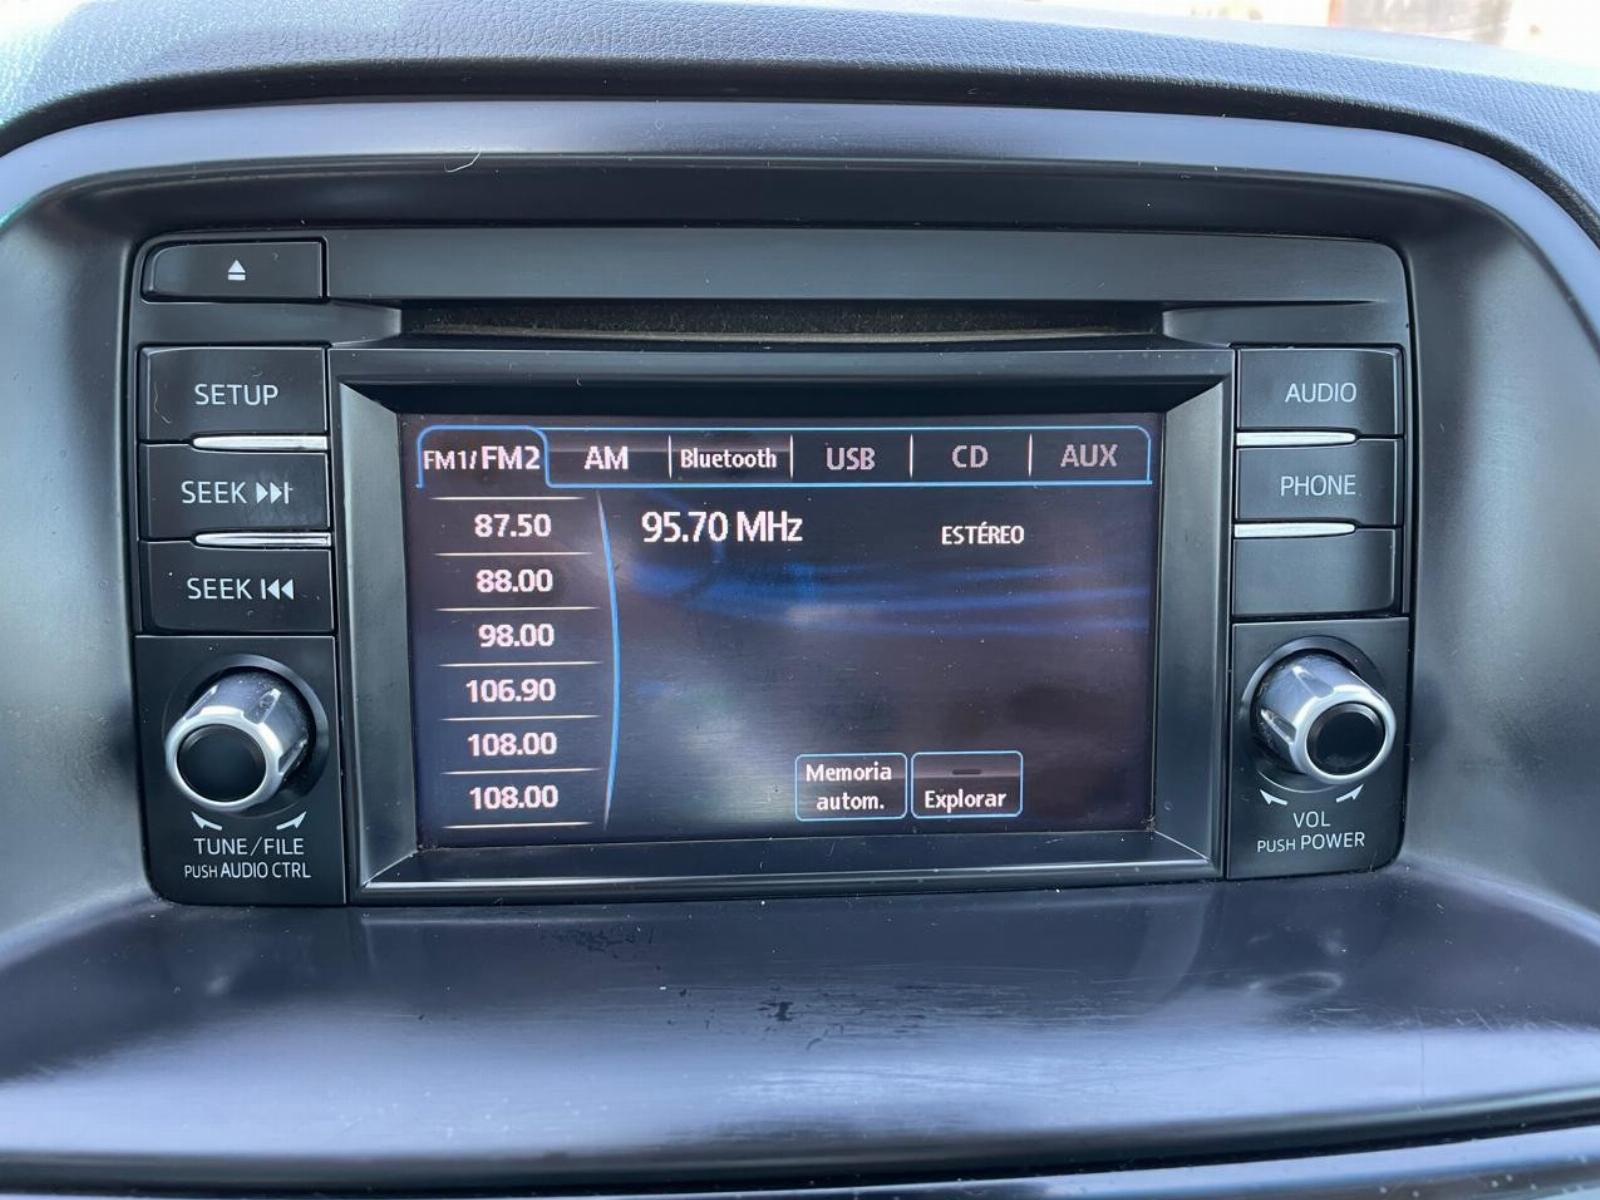 SETUP
SEEK
SEEK
TUNE/FILE
PUSH AUDIO CTRL
FM1/FM2 AM Bluetooth USB CD AUX
87.50
88.00
98.00
106.90
108.00
108.00
95.70 MHz
ESTÉREO
Memoria
autom.
Explorar
AUDIO
PHONE
VOL
PUSH POWER